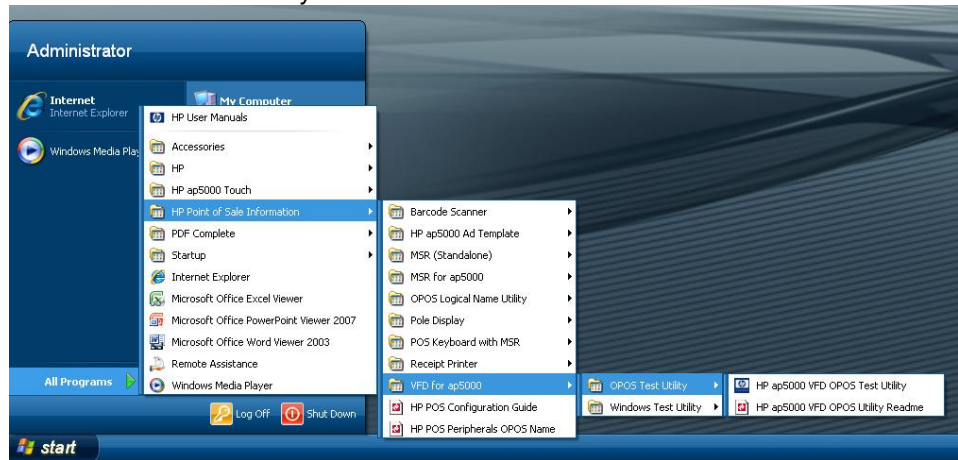 Administrator
Internet
Internet Explorer
My Computer
Windows Media Play
HP User Manuals
Accessories
HP
HP ap5000 Touch
HP Point of Sale Information
PDF Complete
Startup
Internet Explorer
Microsoft Office Excel Viewer
Microsoft Office PowerPoint Viewer 2007
Microsoft Office Word Viewer 2003
Remote Assistance
Windows Media Player
Barcode Scanner
HP ap5000 Ad Template
MSR (Standalone)
MSR for ap5000
OPOS Logical Name Utility
Pole Display
POS Keyboard with MSR
Receipt Printer
VFD for ap5000
HP POS Configuration Guide
HP POS Peripherals OPOS Name
OPOS Test Utility
Windows Test Utility
HP ap5000 VFD OPOS Test Utility
HP ap5000 VFD OPOS Utility Readme
All Programs
Log Off
Shut Down
start